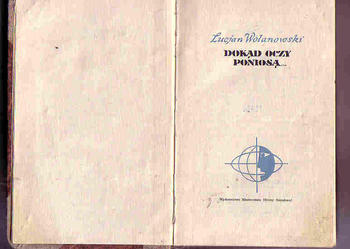 Lucjan Wolanowski
DOKĄD OCZY
PONIOSĄ...
Wydawnictwo Ministerstwa Obrony Narodowej